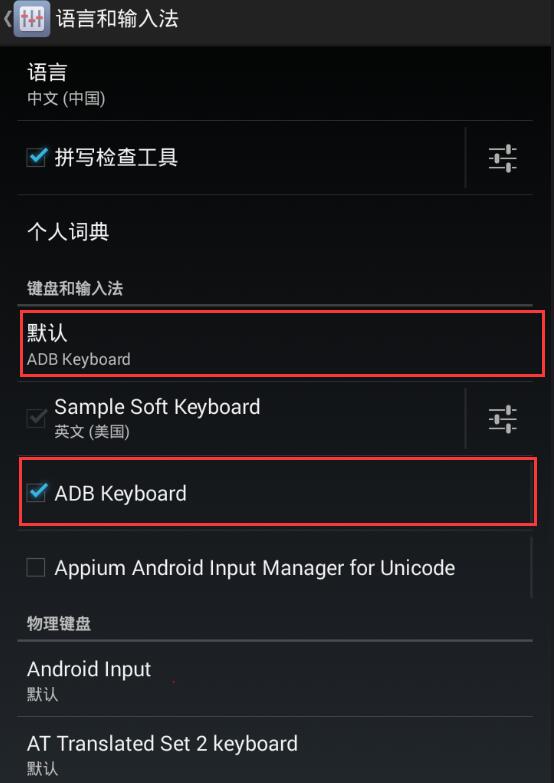 语言和输入法
语言
中文 (中国)
拼写检查工具
个人词典
键盘和输入法
默认
ADB Keyboard
Sample Soft Keyboard
英文 (美国)
ADB Keyboard
Appium Android Input Manager for Unicode
物理键盘
Android Input
默认
AT Translated Set 2 keyboard
默认